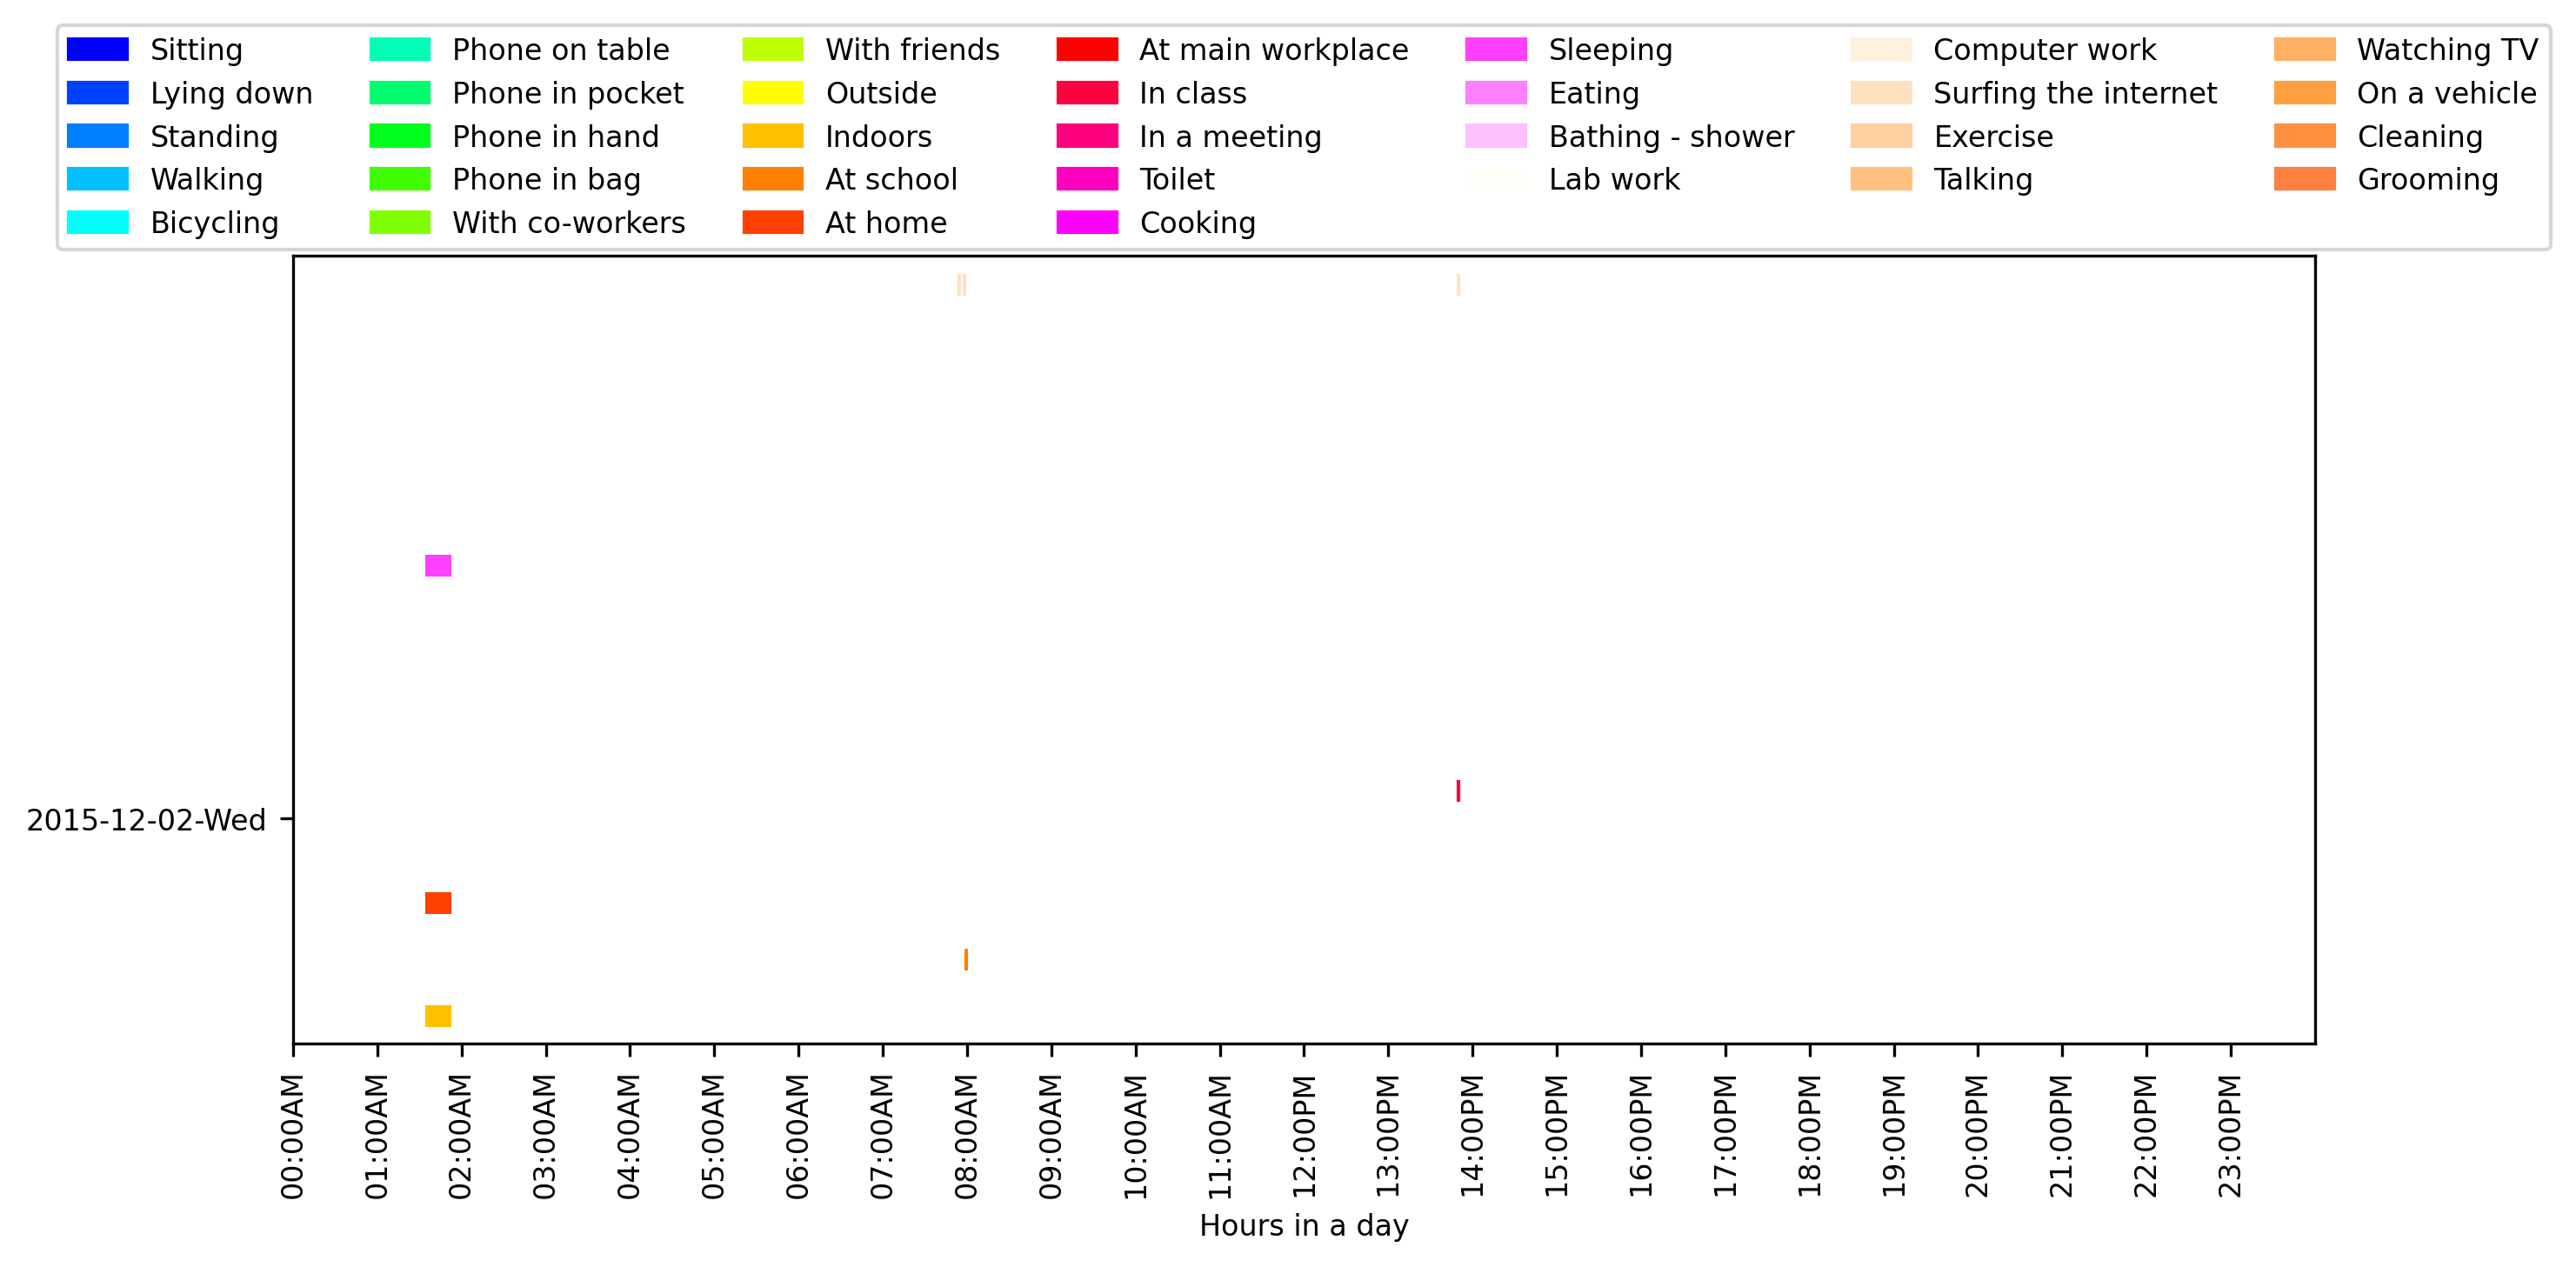 Sitting
Lying down
Standing
Walking
Bicycling
Phone on table
Phone in pocket
Phone in hand
Phone in bag
With co-workers
With friends
Outside
Indoors
At school
At home
At main workplace
In class
In a meeting
Toilet
Cooking
Sleeping
Eating
Bathing - shower
Lab work
Computer work
Surfing the internet
Exercise
Talking
Watching TV
On a vehicle
Cleaning
Grooming
2015-12-02-Wed
00:00AM
01:00AM
02:00AM
03:00AM
04:00AM
05:00AM
06:00AM
07:00AM
08:00AM
09:00AM
10:00AM
11:00AM
12:00PM
13:00PM
14:00PM
15:00PM
16:00PM
17:00PM
18:00PM
19:00PM
20:00PM
21:00PM
22:00PM
23:00PM
Hours in a day